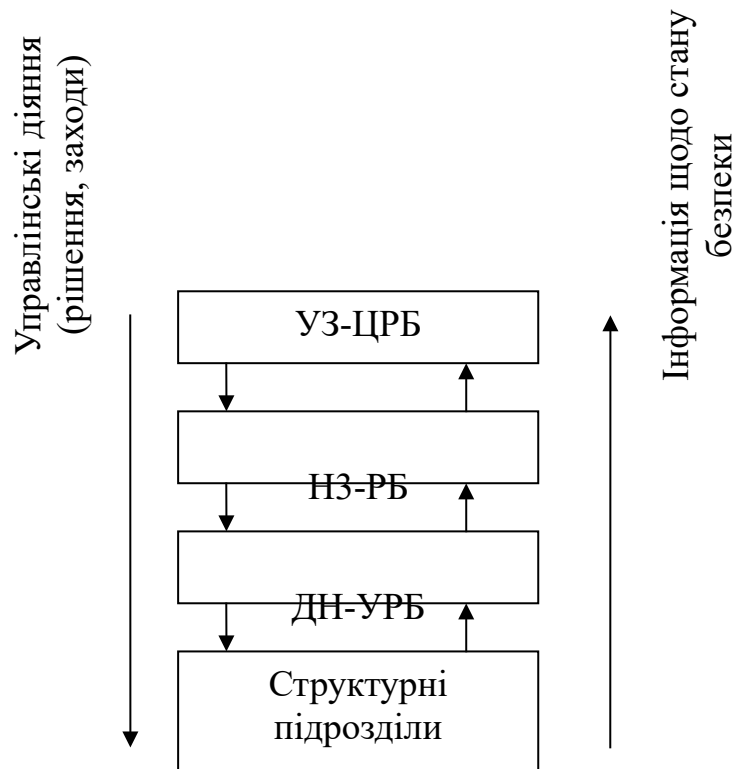 Управлінські діяння
(рішення, заходи)
Інформація щодо стану
безпеки
УЗ-ЦРБ
НЗ-РБ
ДН-УРБ
Структурні
підрозділи